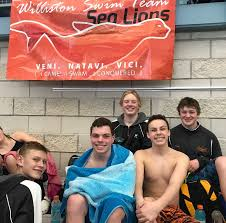 Williston Swim Team
Sea Lions
VENI. NATAVI. VICI.
I CAME. I SWAM. I CONQUERED.